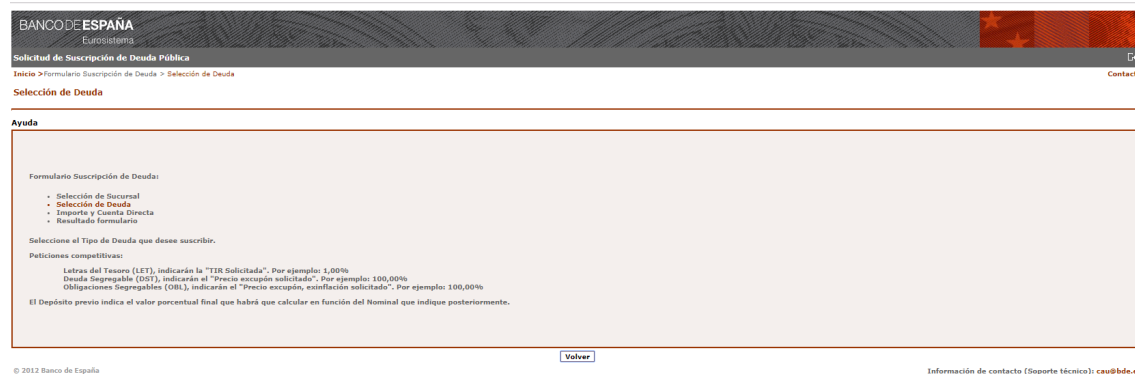 BANCO DE ESPAÑA
Eurosistema
Solicitud de Suscripción de Deuda Pública
Inicio >Formulario Suscripción de Deuda > Selección de Deuda
Contact
Selección de Deuda
Ayuda
Formulario Suscripción de Deuda:
• Selección de Sucursal
• Selección de Deuda
• Importe y Cuenta Directa
• Resultado formulario
Seleccione el Tipo de Deuda que desee suscribir.
Peticiones competitivas:
Letras del Tesoro (LET), indicarán la "TIR Solicitada". Por ejemplo: 1,00%
Deuda Segregable (DST), indicarán el "Precio excupón solicitado". Por ejemplo: 100,00%
Obligaciones Segregables (OBL), indicarán el "Precio excupón, exinflación solicitado". Por ejemplo: 100,00%
El Depósito previo indica el valor porcentual final que habrá que calcular en función del Nominal que indique posteriormente.
Volver
© 2012 Banco de España
Información de contacto (Soporte técnico): cau@bde.e